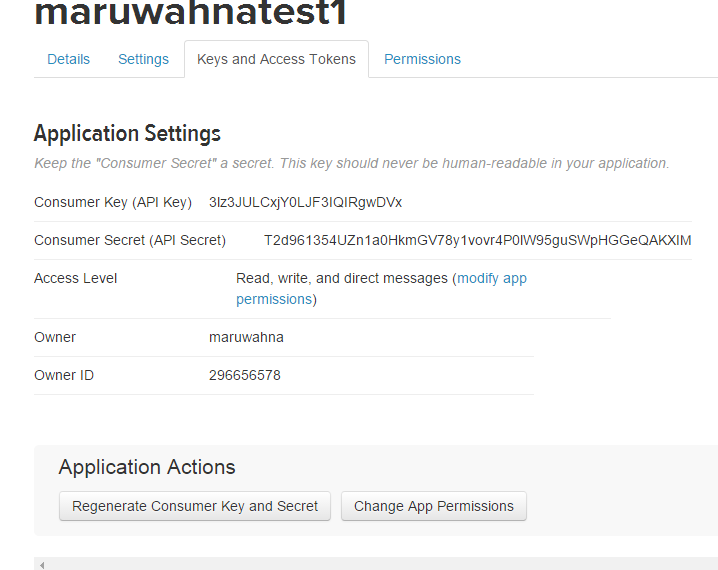 maruwahnatest1
Details Settings Keys and Access Tokens Permissions
Application Settings
Keep the "Consumer Secret" a secret. This key should never be human-readable in your application.
Consumer Key (API Key)
Consumer Secret (API Secret)
Access Level Read, write, and direct messages (modify app
permissions)
Owner maruwahna
Owner ID 296656578
Application Actions
Regenerate Consumer Key and Secret Change App Permissions